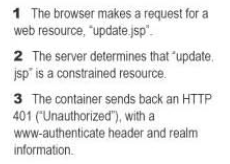 1 The browser makes a request for a
web resource, “update.jsp”.
2 The server determines that “update.
jsp” is a constrained resource.
3 The container sends back an HTTP
401 (“Unauthorized”), with a
www-authenticate header and realm
information.